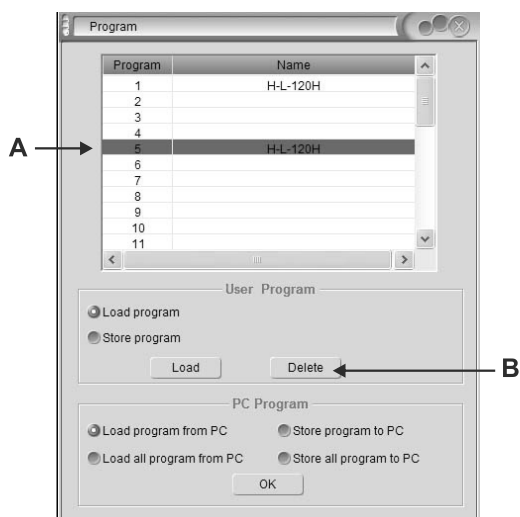 Program
Program Name
1 H-L-120H
2
3
4
A 5 H-L-120H
6
7
8
9
10
11
User Program
Load program
Store program
Load Delete B
PC Program
Load program from PC Store program to PC
Load all program from PC Store all program to PC
OK